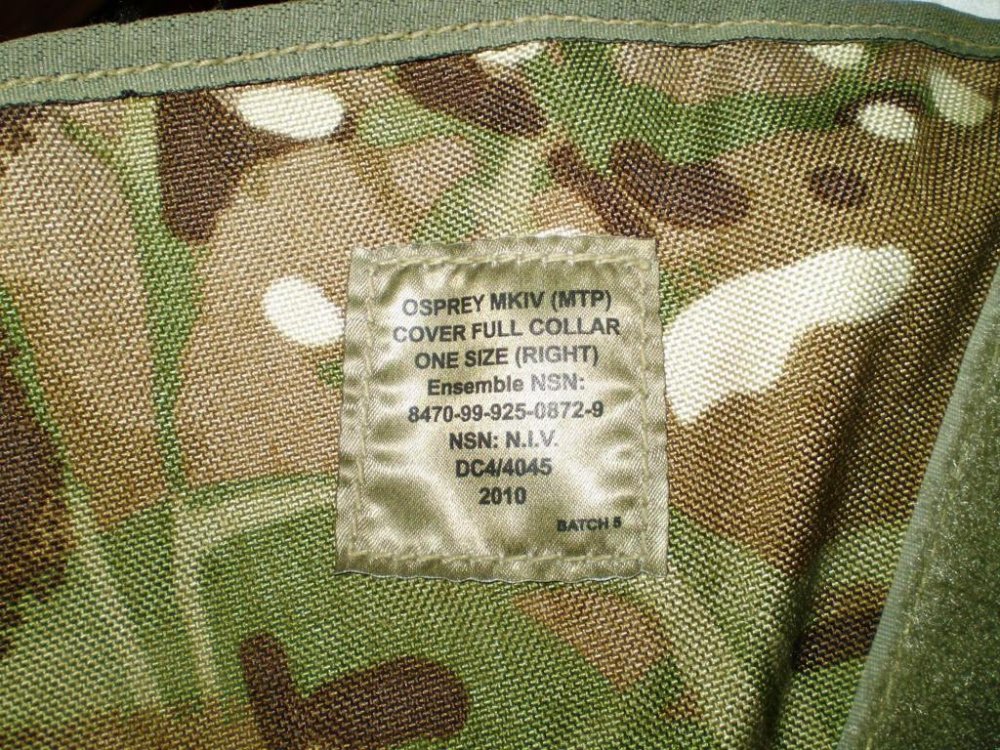 OSPREY MKIV (MTP)
COVER FULL COLLAR
ONE SIZE (RIGHT)
Ensemble NSN:
8470-99-925-0872-9
NSN: N.I.V.
DC4/4045
2010
BATCH 5